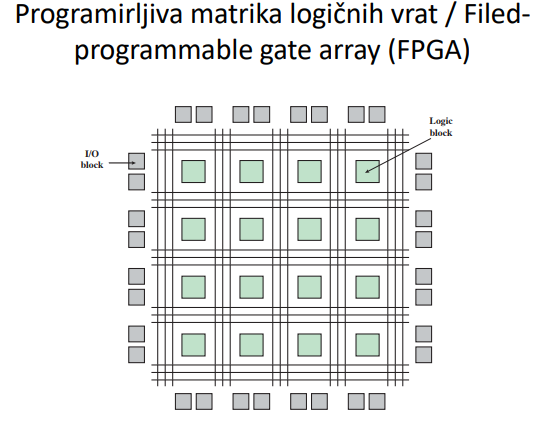 Programirljiva matrika logičnih vrat / Filed-
programmable gate array (FPGA)
Logic
block
I/O
block